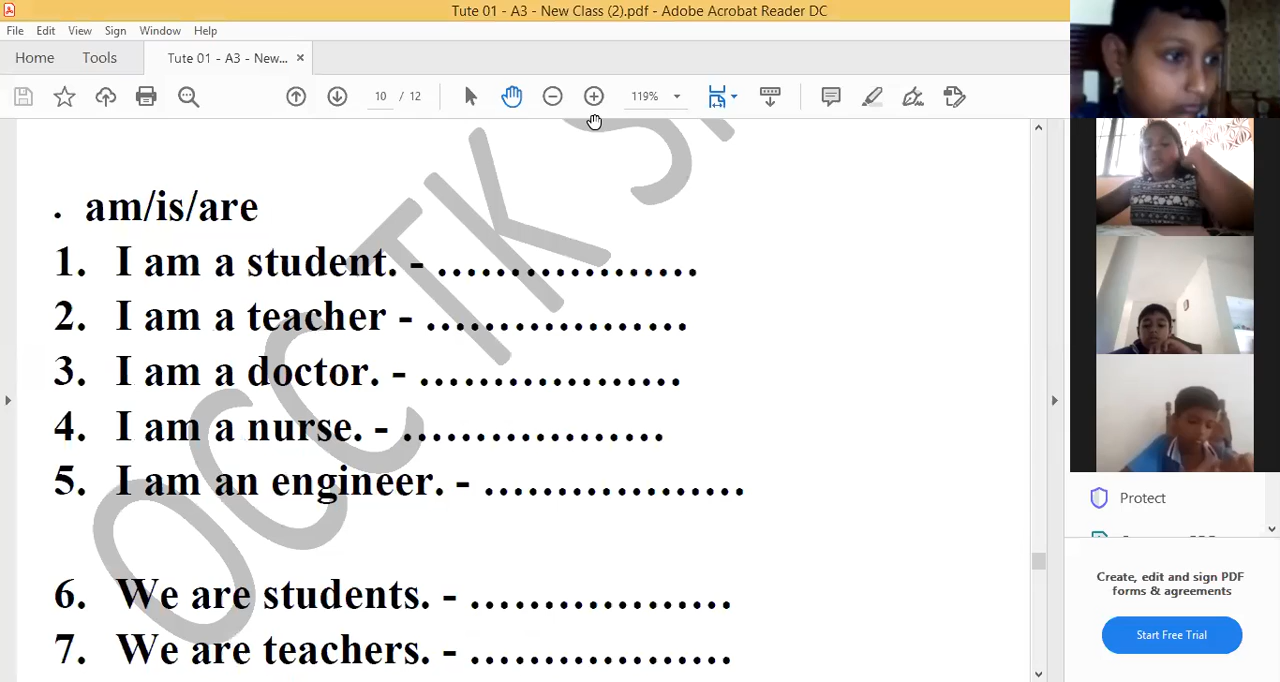 Tute 01 - A3 - New Class (2).pdf - Adobe Acrobat Reader DC
File Edit View Sign Window Help
Home Tools Tute 01 - A3 - New... ×
10 / 12 119%
OCC TK
. am/is/are
1. I am a student. - ..................
2. I am a teacher - ..................
3. I am a doctor. - ..................
4. I am a nurse. - ..................
5. I am an engineer. - ..................
6. We are students. - ..................
7. We are teachers. - ..................
Protect
Create, edit and sign PDF
forms & agreements
Start Free Trial